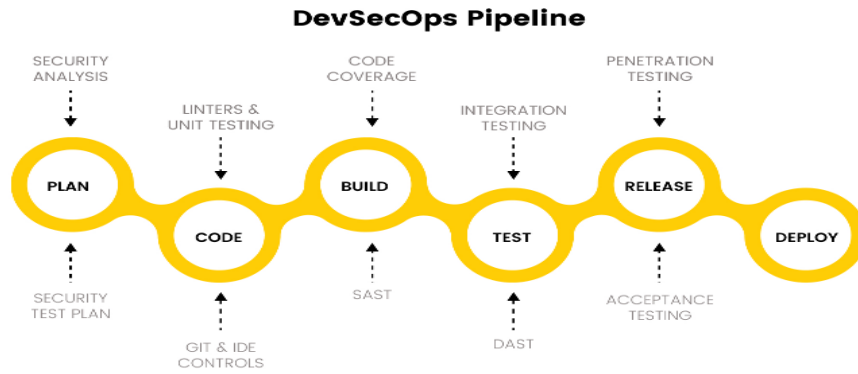 DevSecOps Pipeline
SECURITY
ANALYSIS
CODE
COVERAGE
PENETRATION
TESTING
LINTERS &
UNIT TESTING
INTEGRATION
TESTING
PLAN
BUILD
RELEASE
CODE
TEST
DEPLOY
SECURITY
TEST PLAN
SAST
ACCEPTANCE
TESTING
GIT & IDE
CONTROLS
DAST